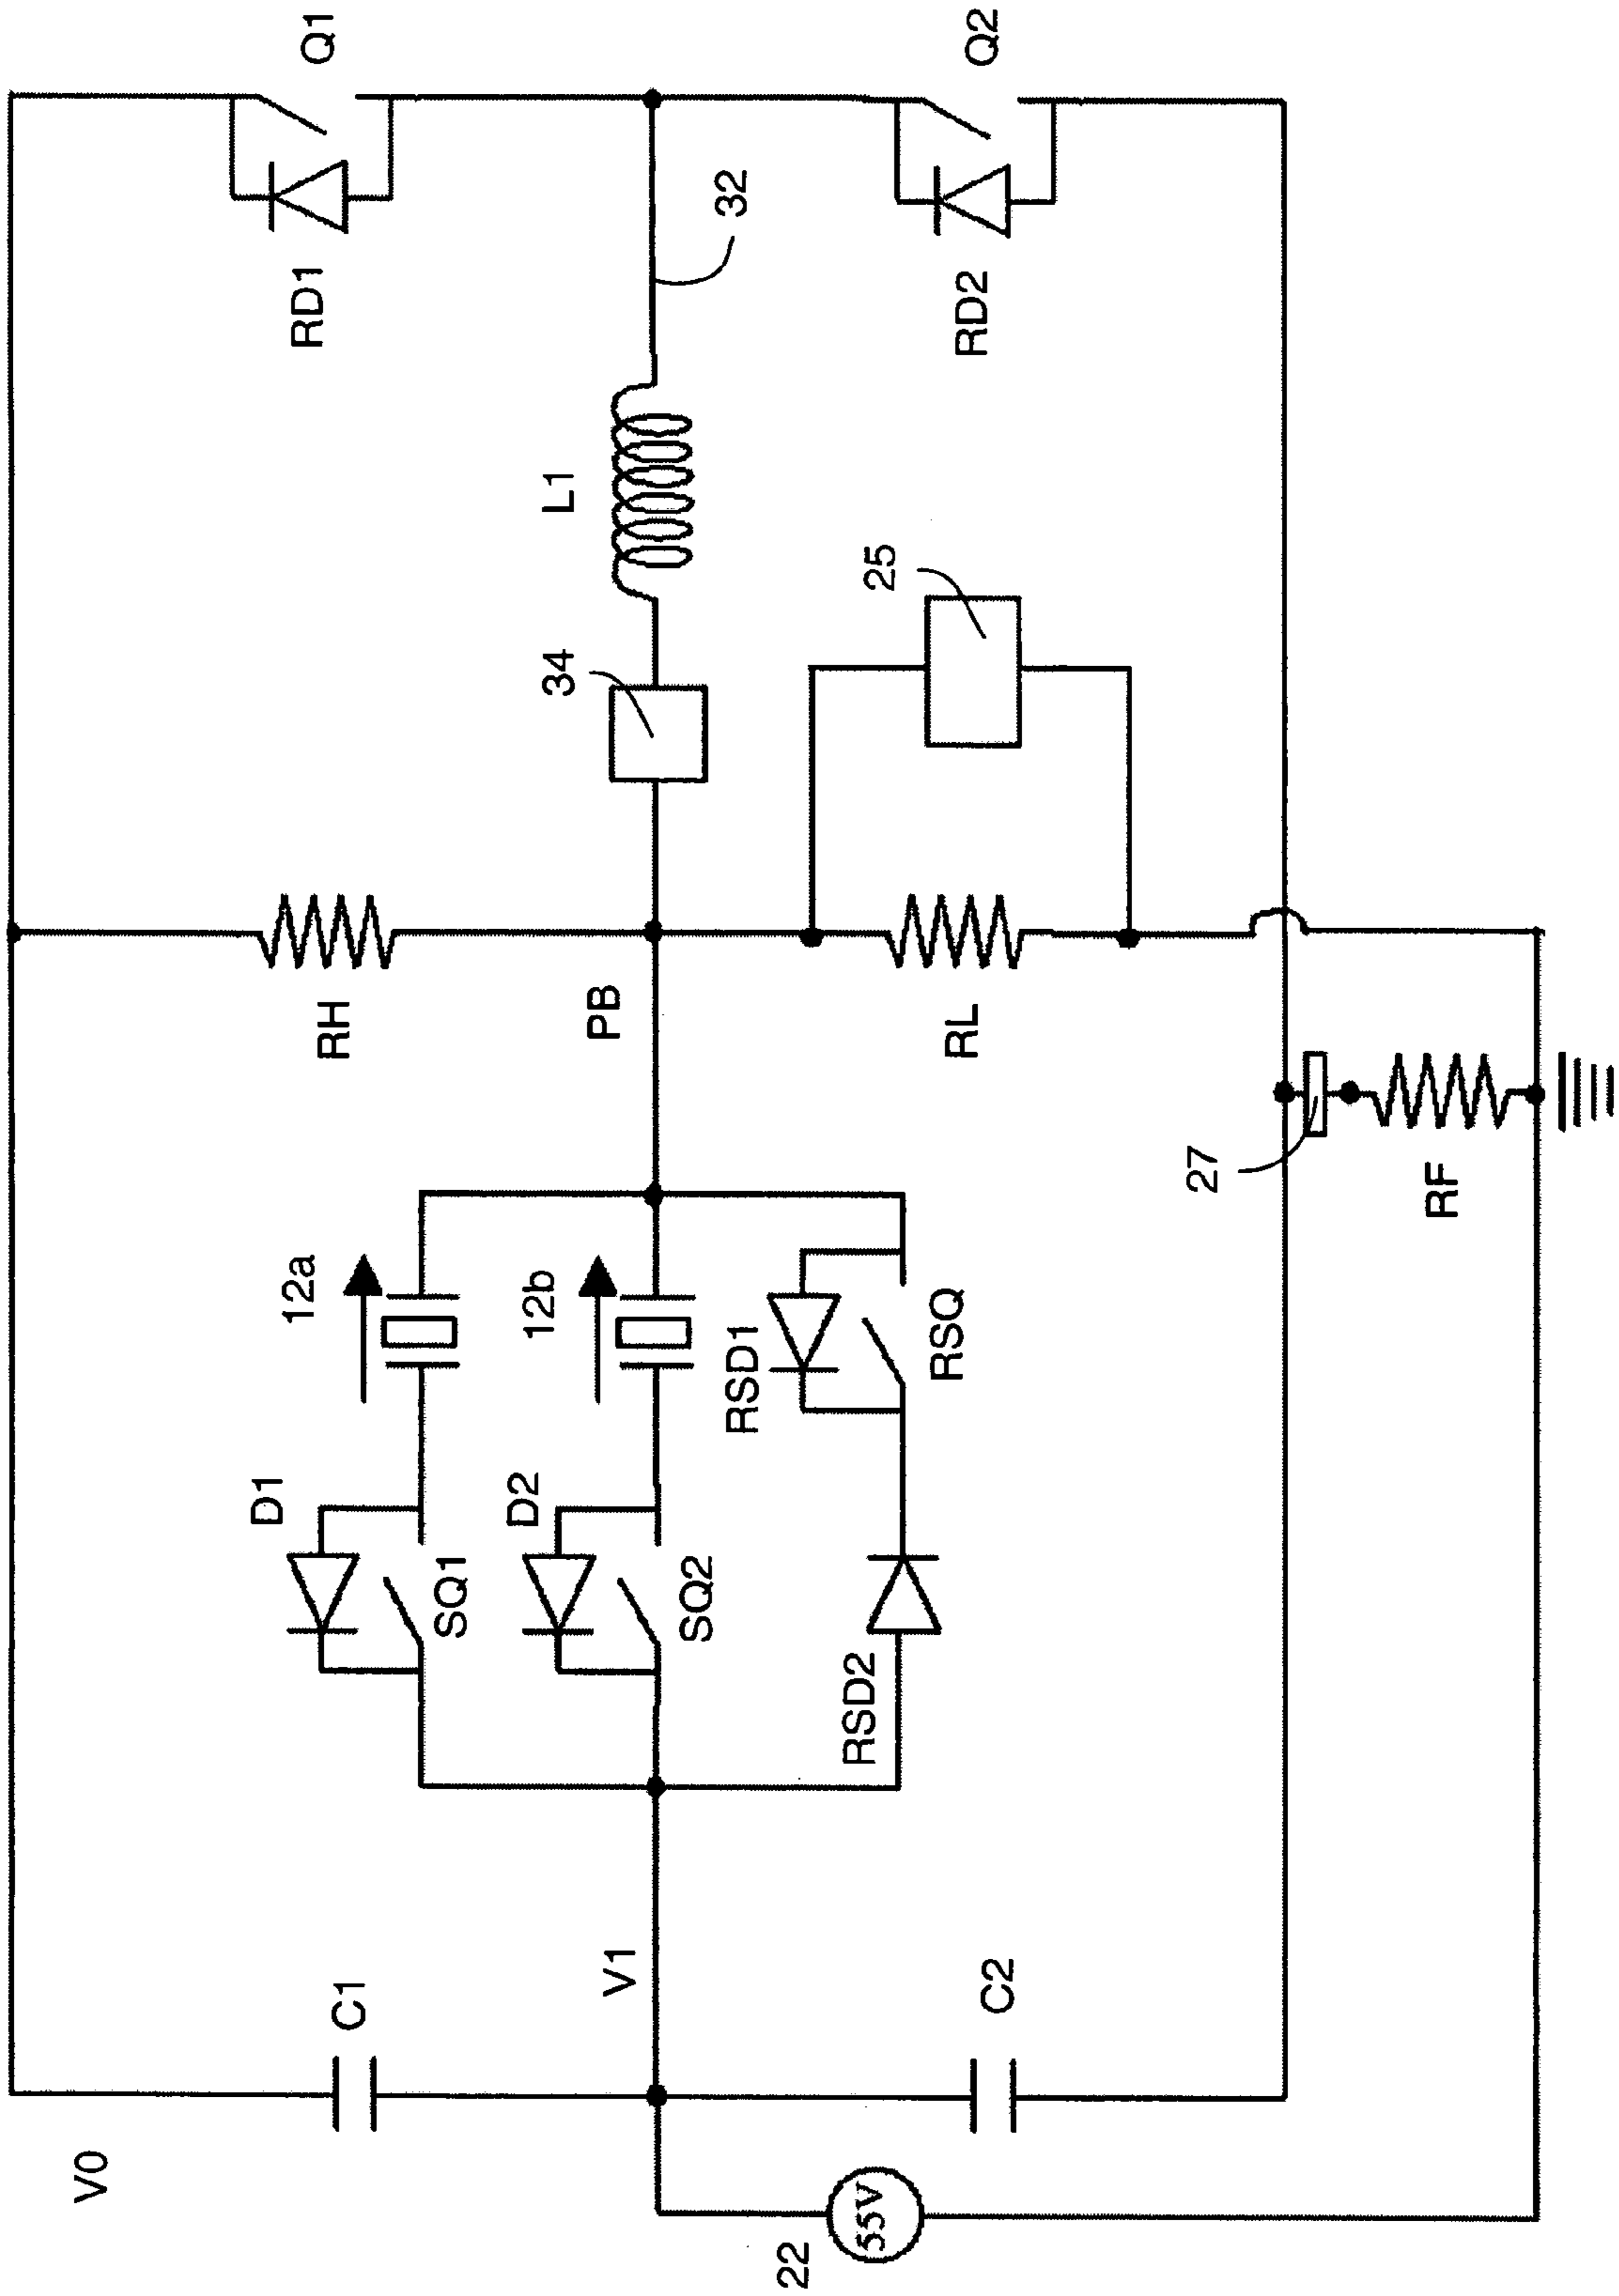 V0
C1
V1
C2
22
55V
D1
SQ1
12a
D2
SQ2
12b
RSD1
RSQ
RSD2
RH
PB
RL
27
RF
34
L1
25
32
RD1
Q1
RD2
Q2